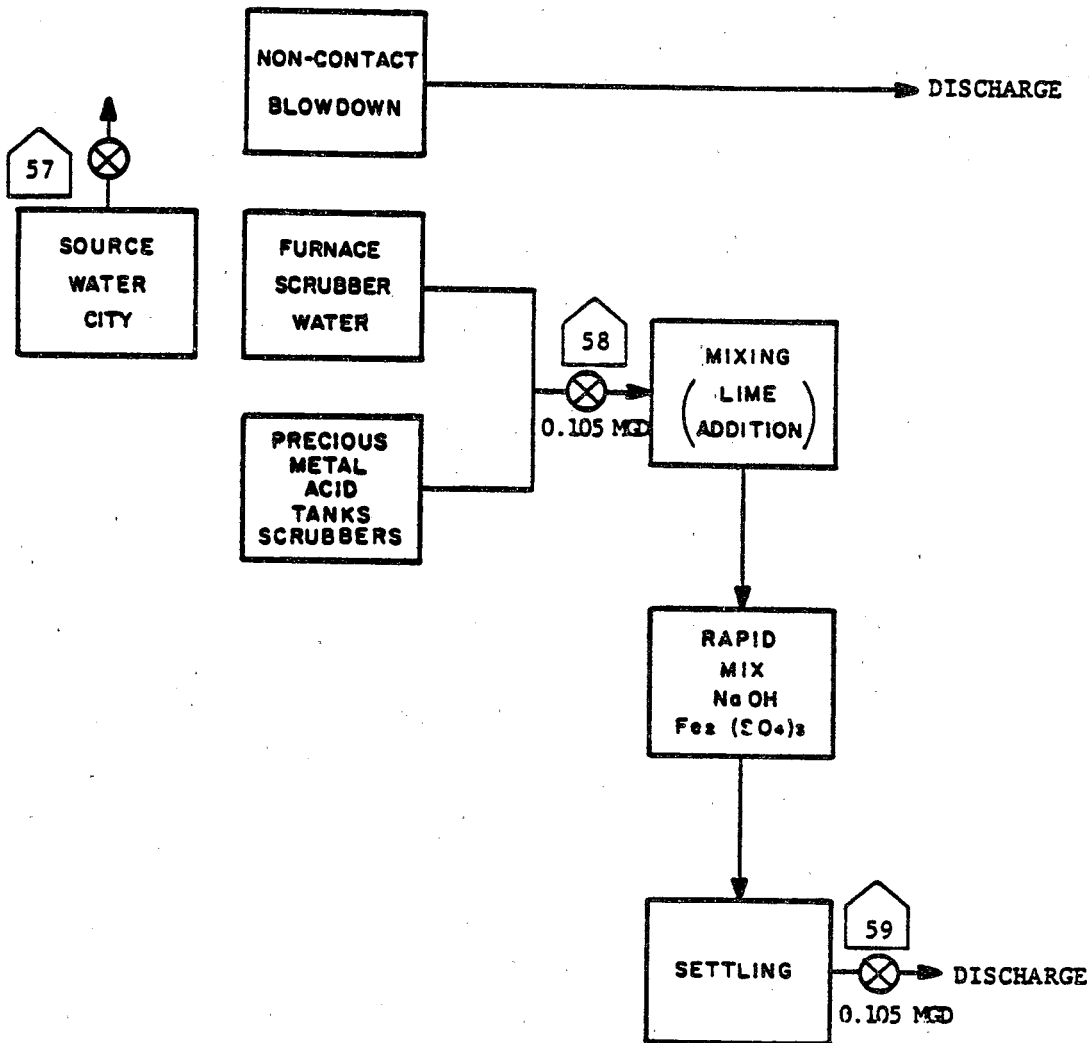 NON-CONTACT
BLOWDOWN
DISCHARGE
57
SOURCE
WATER
CITY
FURNACE
SCRUBBER
WATER
58
0.105 MGD
MIXING
(LIME
ADDITION)
PRECIOUS
METAL
ACID
TANKS
SCRUBBERS
RAPID
MIX
NaOH
Fe₂ (SO₄)₃
59
SETTLING
DISCHARGE
0.105 MGD